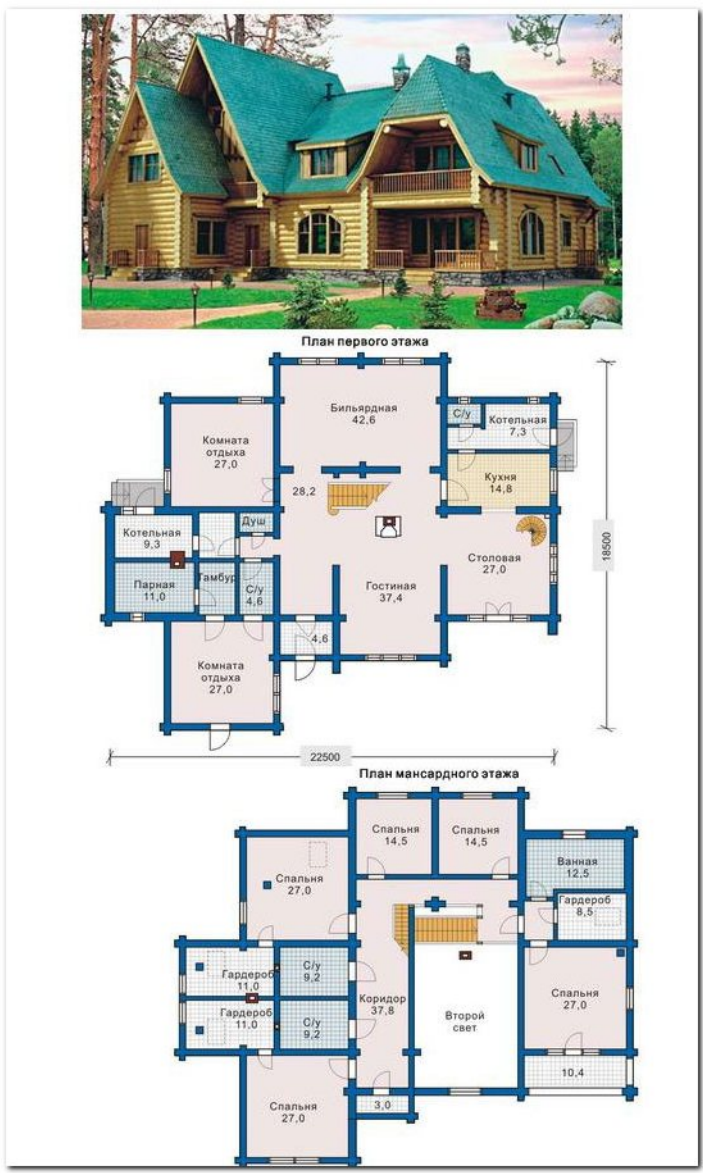 План первого этажа
Бильярдная
42,6
С/у
Котельная
7,3
Комната
отдыха
27,0
Кухня
14,8
28,2
Душ
Котельная
9,3
Столовая
27,0
18500
Тамбур
Парная
11,0
С/у
4,6
Гостиная
37,4
4,6
Комната
отдыха
27,0
22500
План мансардного этажа
Спальня
14,5
Спальня
14,5
Ванная
12,5
Спальня
27,0
Гардероб
8,5
С/у
9,2
Гардероб
11,0
Коридор
37,8
Спальня
27,0
Гардероб
11,0
С/у
9,2
Второй
свет
10,4
3,0
Спальня
27,0